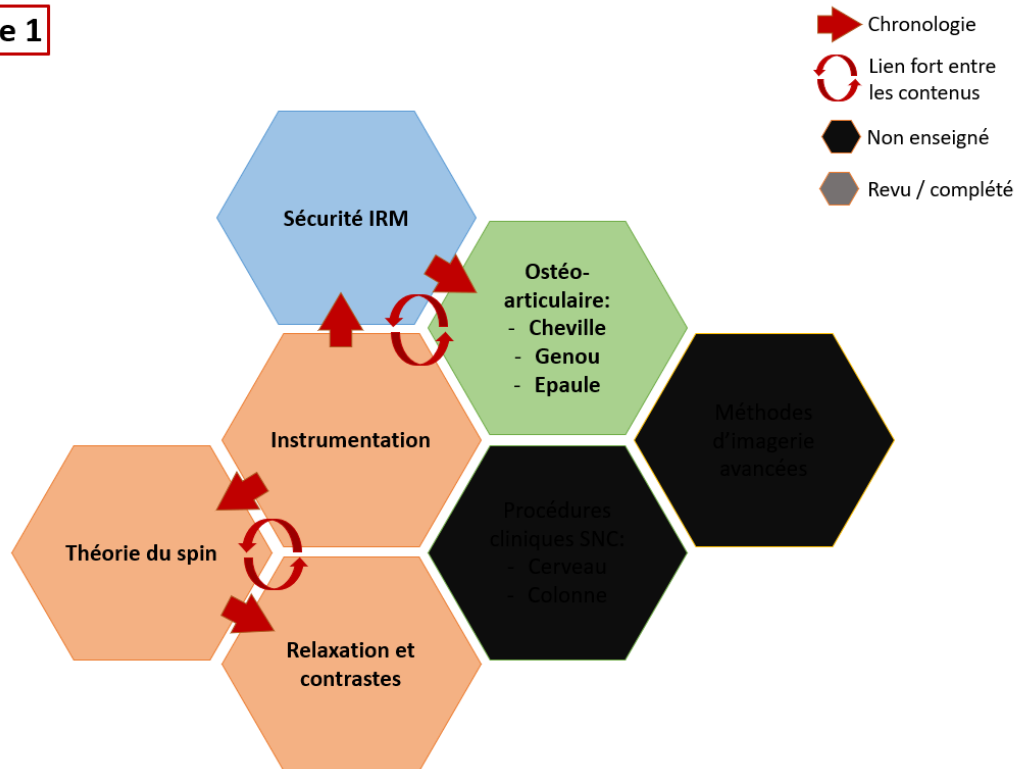 e 1
Chronologie
Lien fort entre
les contenus
Non enseigné
Revu / complété
Sécurité IRM
Ostéo-
articulaire:
- Cheville
- Genou
- Epaule
Instrumentation
Méthodes
d'imagerie
avancées
Procédures
cliniques SNC:
- Cerveau
- Colonne
Théorie du spin
Relaxation et
contrastes